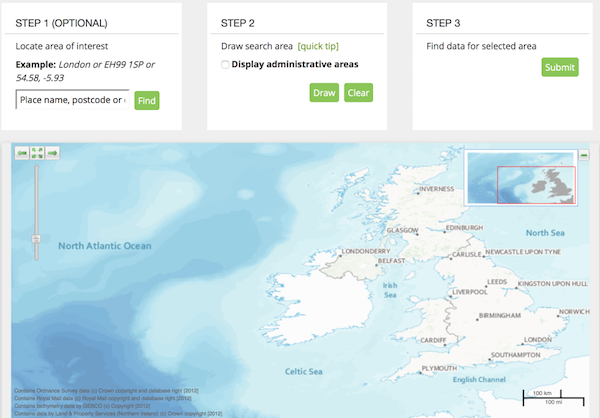 STEP 1 (OPTIONAL)
Locate area of interest
Example: London or EH99 1SP or
54.58, -5.93
Place name, postcode or
Find
STEP 2
Draw search area [quick tip]
Display administrative areas
Draw
Clear
STEP 3
Find data for selected area
Submit
INVERNESS
North Atlantic Ocean
GLASGOW
EDINBURGH
North Sea
LONDONDERRY
BELFAST
CARLISLE
NEWCASTLE UPON TYNE
Irish
Sea
LEEDS
KINGSTON UPON HULL
LIVERPOOL
BIRMINGHAM
NORWICH
CARDIFF
LONDON
SOUTHAMPTON
Celtic Sea
PLYMOUTH
English Channel
Contains Ordnance Survey data (c) Crown copyright and database right [2012]
Contains Royal Mail data (c) Royal Mail copyright and database right [2012]
Contains bathymetry data by GEBCO (c) Copyright [2012]
Contains data by Land & Property Services (Northern Ireland) (c) Crown copyright [2012]
100 km
100 mi